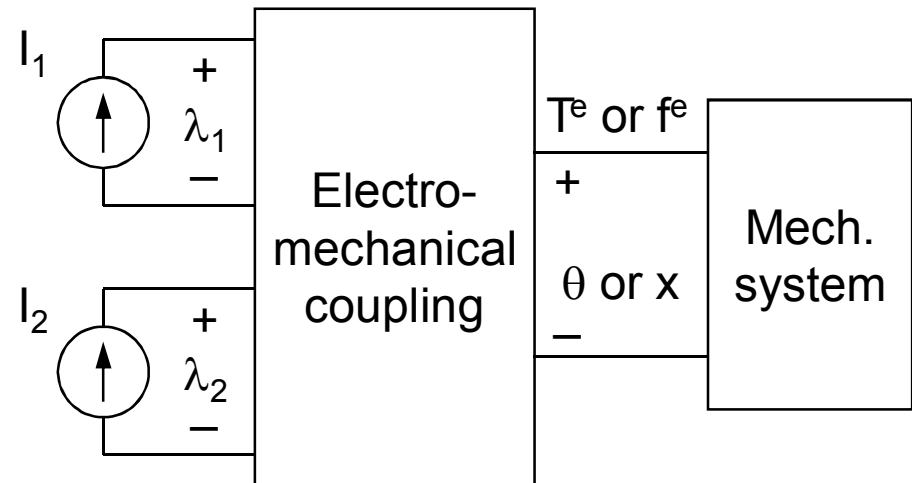 I₁
+
λ₁
–
I₂
+
λ₂
–
Electro-
mechanical
coupling
Tᵉ or fᵉ
+
θ or x
–
Mech.
system